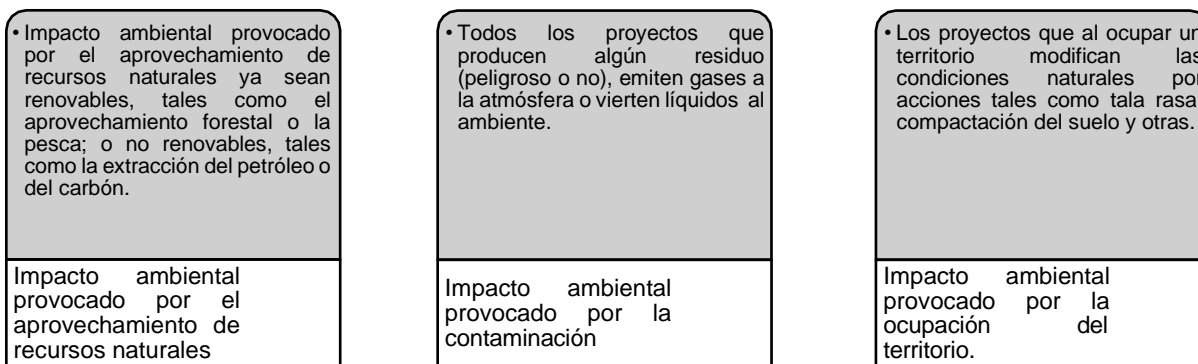 • Impacto ambiental provocado
por el aprovechamiento de
recursos naturales ya sean
renovables, tales como el
aprovechamiento forestal o la
pesca; o no renovables, tales
como la extracción del petróleo o
del carbón.
Impacto ambiental
provocado por el
aprovechamiento de
recursos naturales
• Todos los proyectos que
producen algún residuo
(peligroso o no), emiten gases a
la atmósfera o vierten líquidos al
ambiente.
Impacto ambiental
provocado por la
contaminación
• Los proyectos que al ocupar un
territorio modifican las
condiciones naturales por
acciones tales como tala rasa,
compactación del suelo y otras.
Impacto ambiental
provocado por la
ocupación del
territorio.